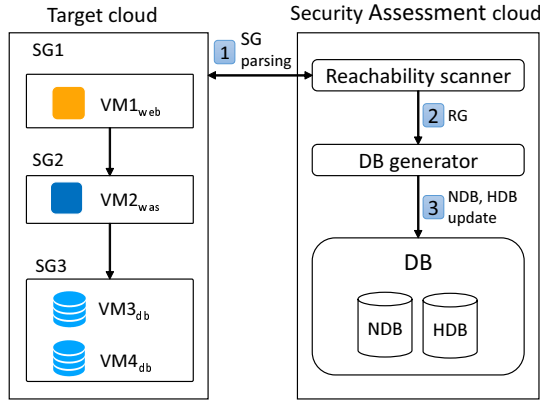 Target cloud
SG1
VM1web
SG2
VM2was
SG3
VM3db
VM4db
1
SG
parsing
Security Assessment cloud
Reachability scanner
2 RG
DB generator
3 NDB, HDB
update
DB
NDB
HDB